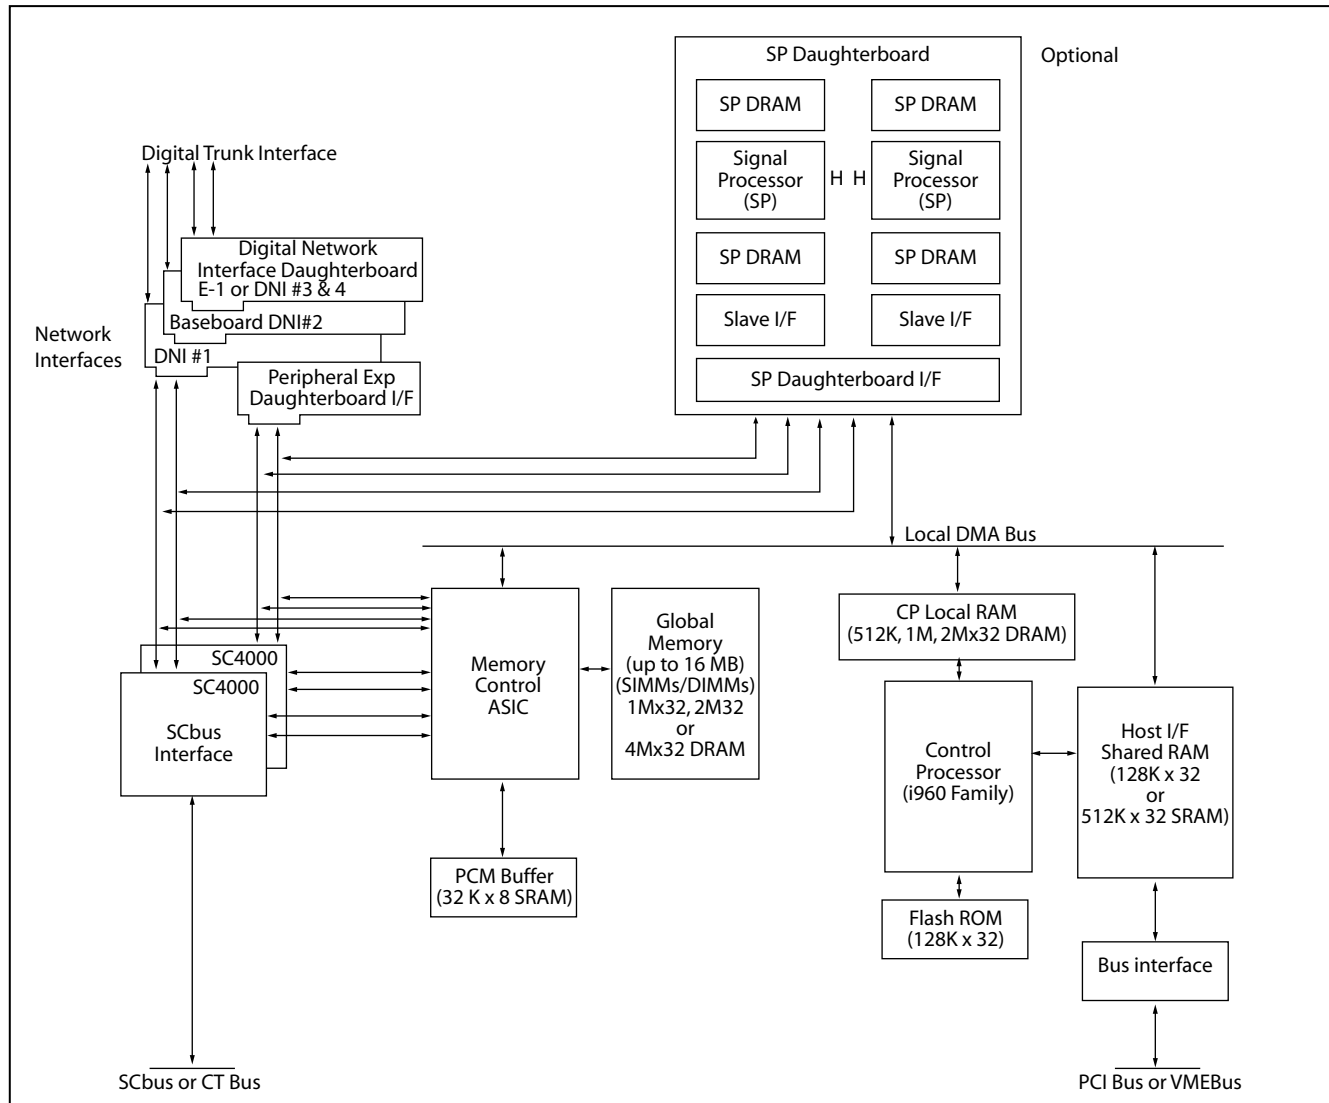 SP Daughterboard
Optional
SP DRAM
SP DRAM
Signal
Processor
(SP)
H H
Signal
Processor
(SP)
SP DRAM
SP DRAM
Slave I/F
Slave I/F
SP Daughterboard I/F
Digital Trunk Interface
Digital Network
Interface Daughterboard
E-1 or DNI #3 & 4
Baseboard DNI#2
DNI #1
Network
Interfaces
Peripheral Exp
Daughterboard I/F
Local DMA Bus
SC4000
SC4000
SCbus
Interface
Memory
Control
ASIC
Global
Memory
(up to 16 MB)
(SIMMs/DIMMs)
1Mx32, 2M32
or
4Mx32 DRAM
CP Local RAM
(512K, 1M, 2Mx32 DRAM)
Control
Processor
(i960 Family)
Host I/F
Shared RAM
(128K x 32
or
512K x 32 SRAM)
PCM Buffer
(32 K x 8 SRAM)
Flash ROM
(128K x 32)
Bus interface
SCbus or CT Bus
PCI Bus or VMEBus